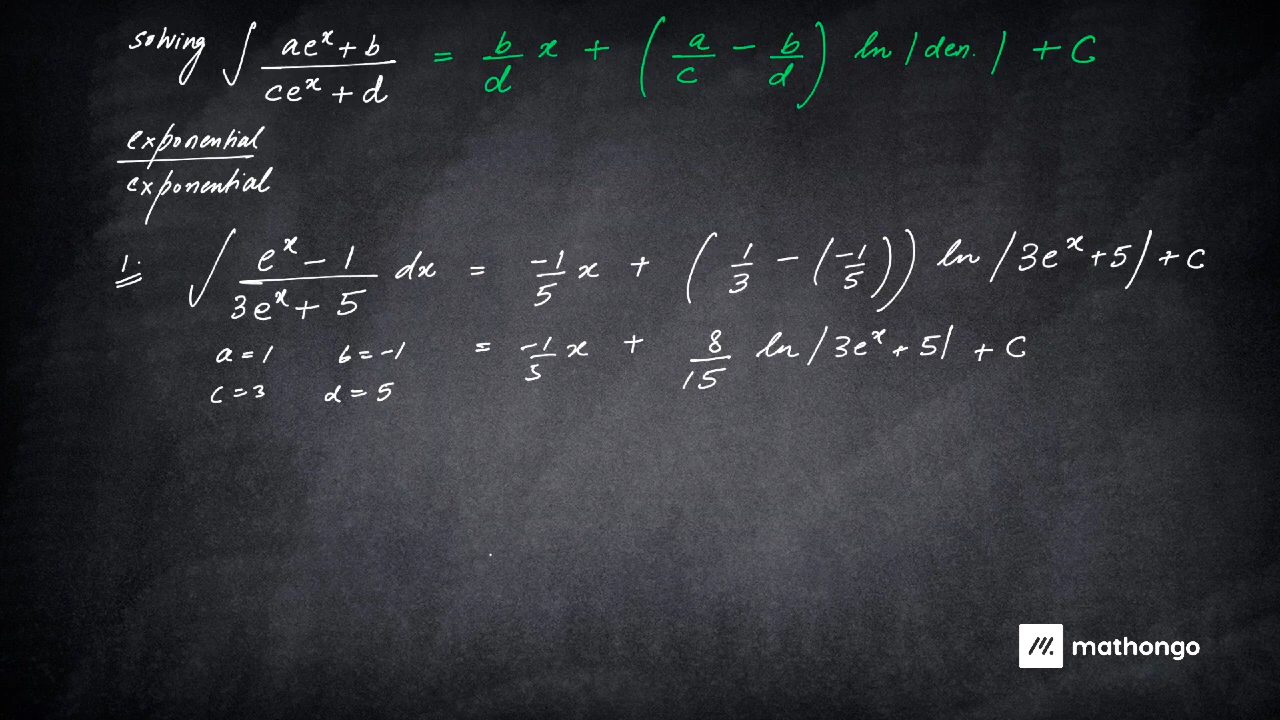 solving ∫ (ae^x + b)/(ce^x + d) = b/d x + (a/c − b/d) ln |den.| + C
exponential
exponential
1. ∫ (e^x − 1)/(3e^x + 5) dx = -1/5 x + (1/3 − (-1/5)) ln |3e^x + 5| + C
a = 1 b = -1 = -1/5 x + 8/15 ln |3e^x + 5| + C
c = 3 d = 5
mathongo